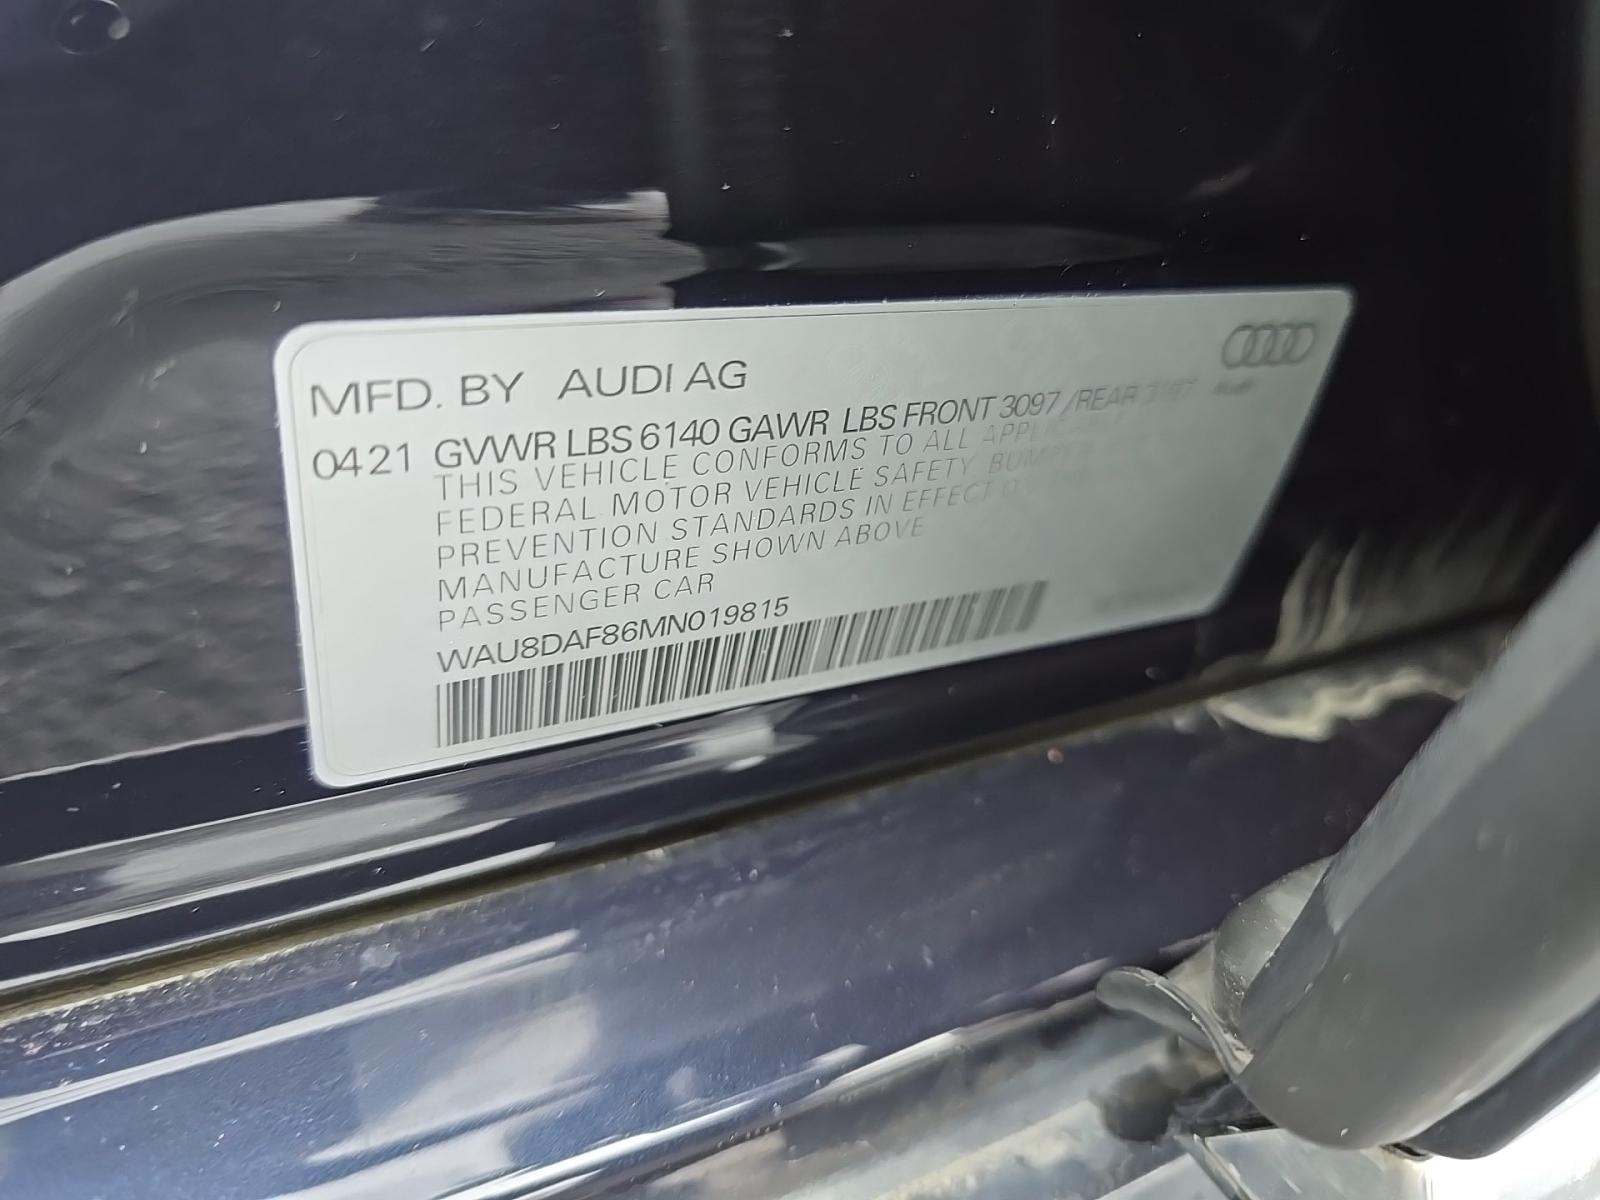 MFD. BY AUDI AG
0421 GVWR LBS 6140 GAWR LBS FRONT 3097/REAR
THIS VEHICLE CONFORMS TO ALL
FEDERAL MOTOR VEHICLE SAFETY
PREVENTION STANDARDS IN EFFECT
MANUFACTURE SHOWN ABOVE
PASSENGER CAR
WAU8DAF86MN019815